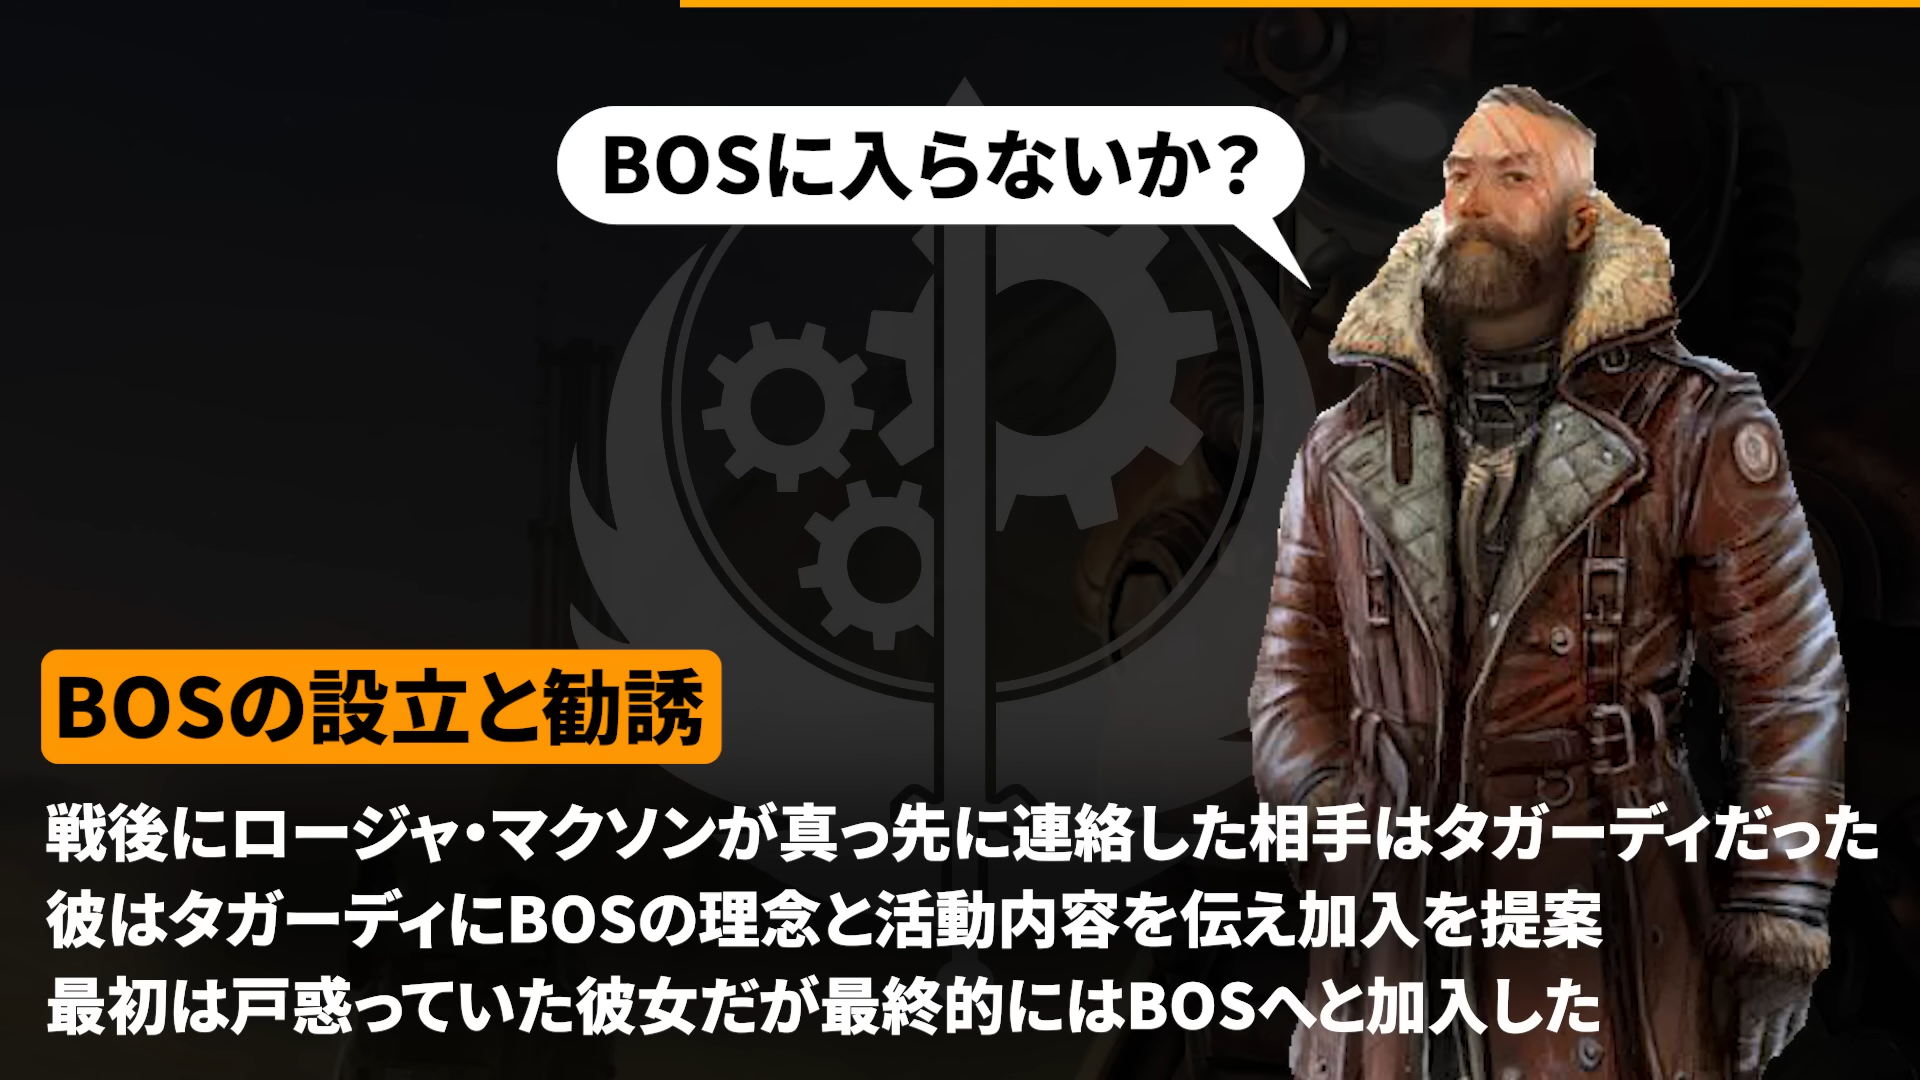 BOSに入らないか？
BOSの設立と勧誘
戦後にロージャ・マクソンが真っ先に連絡した相手はタガーディだった
彼はタガーディにBOSの理念と活動内容を伝え加入を提案
最初は戸惑っていた彼女だが最終的にはBOSへと加入した